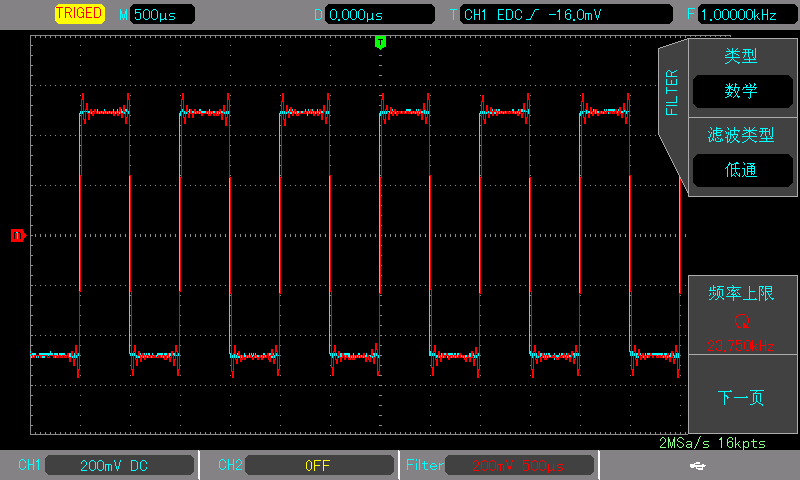 TRIGED M 500µs D 0.000µs T CH1 EDC -16.0mV F 1.00000kHz
T
FILTER
类型
数学
滤波类型
低通
频率上限
下一页
2MSa/s 16kpts
CH1 200mV DC CH2 OFF Filter 200mV 500µs